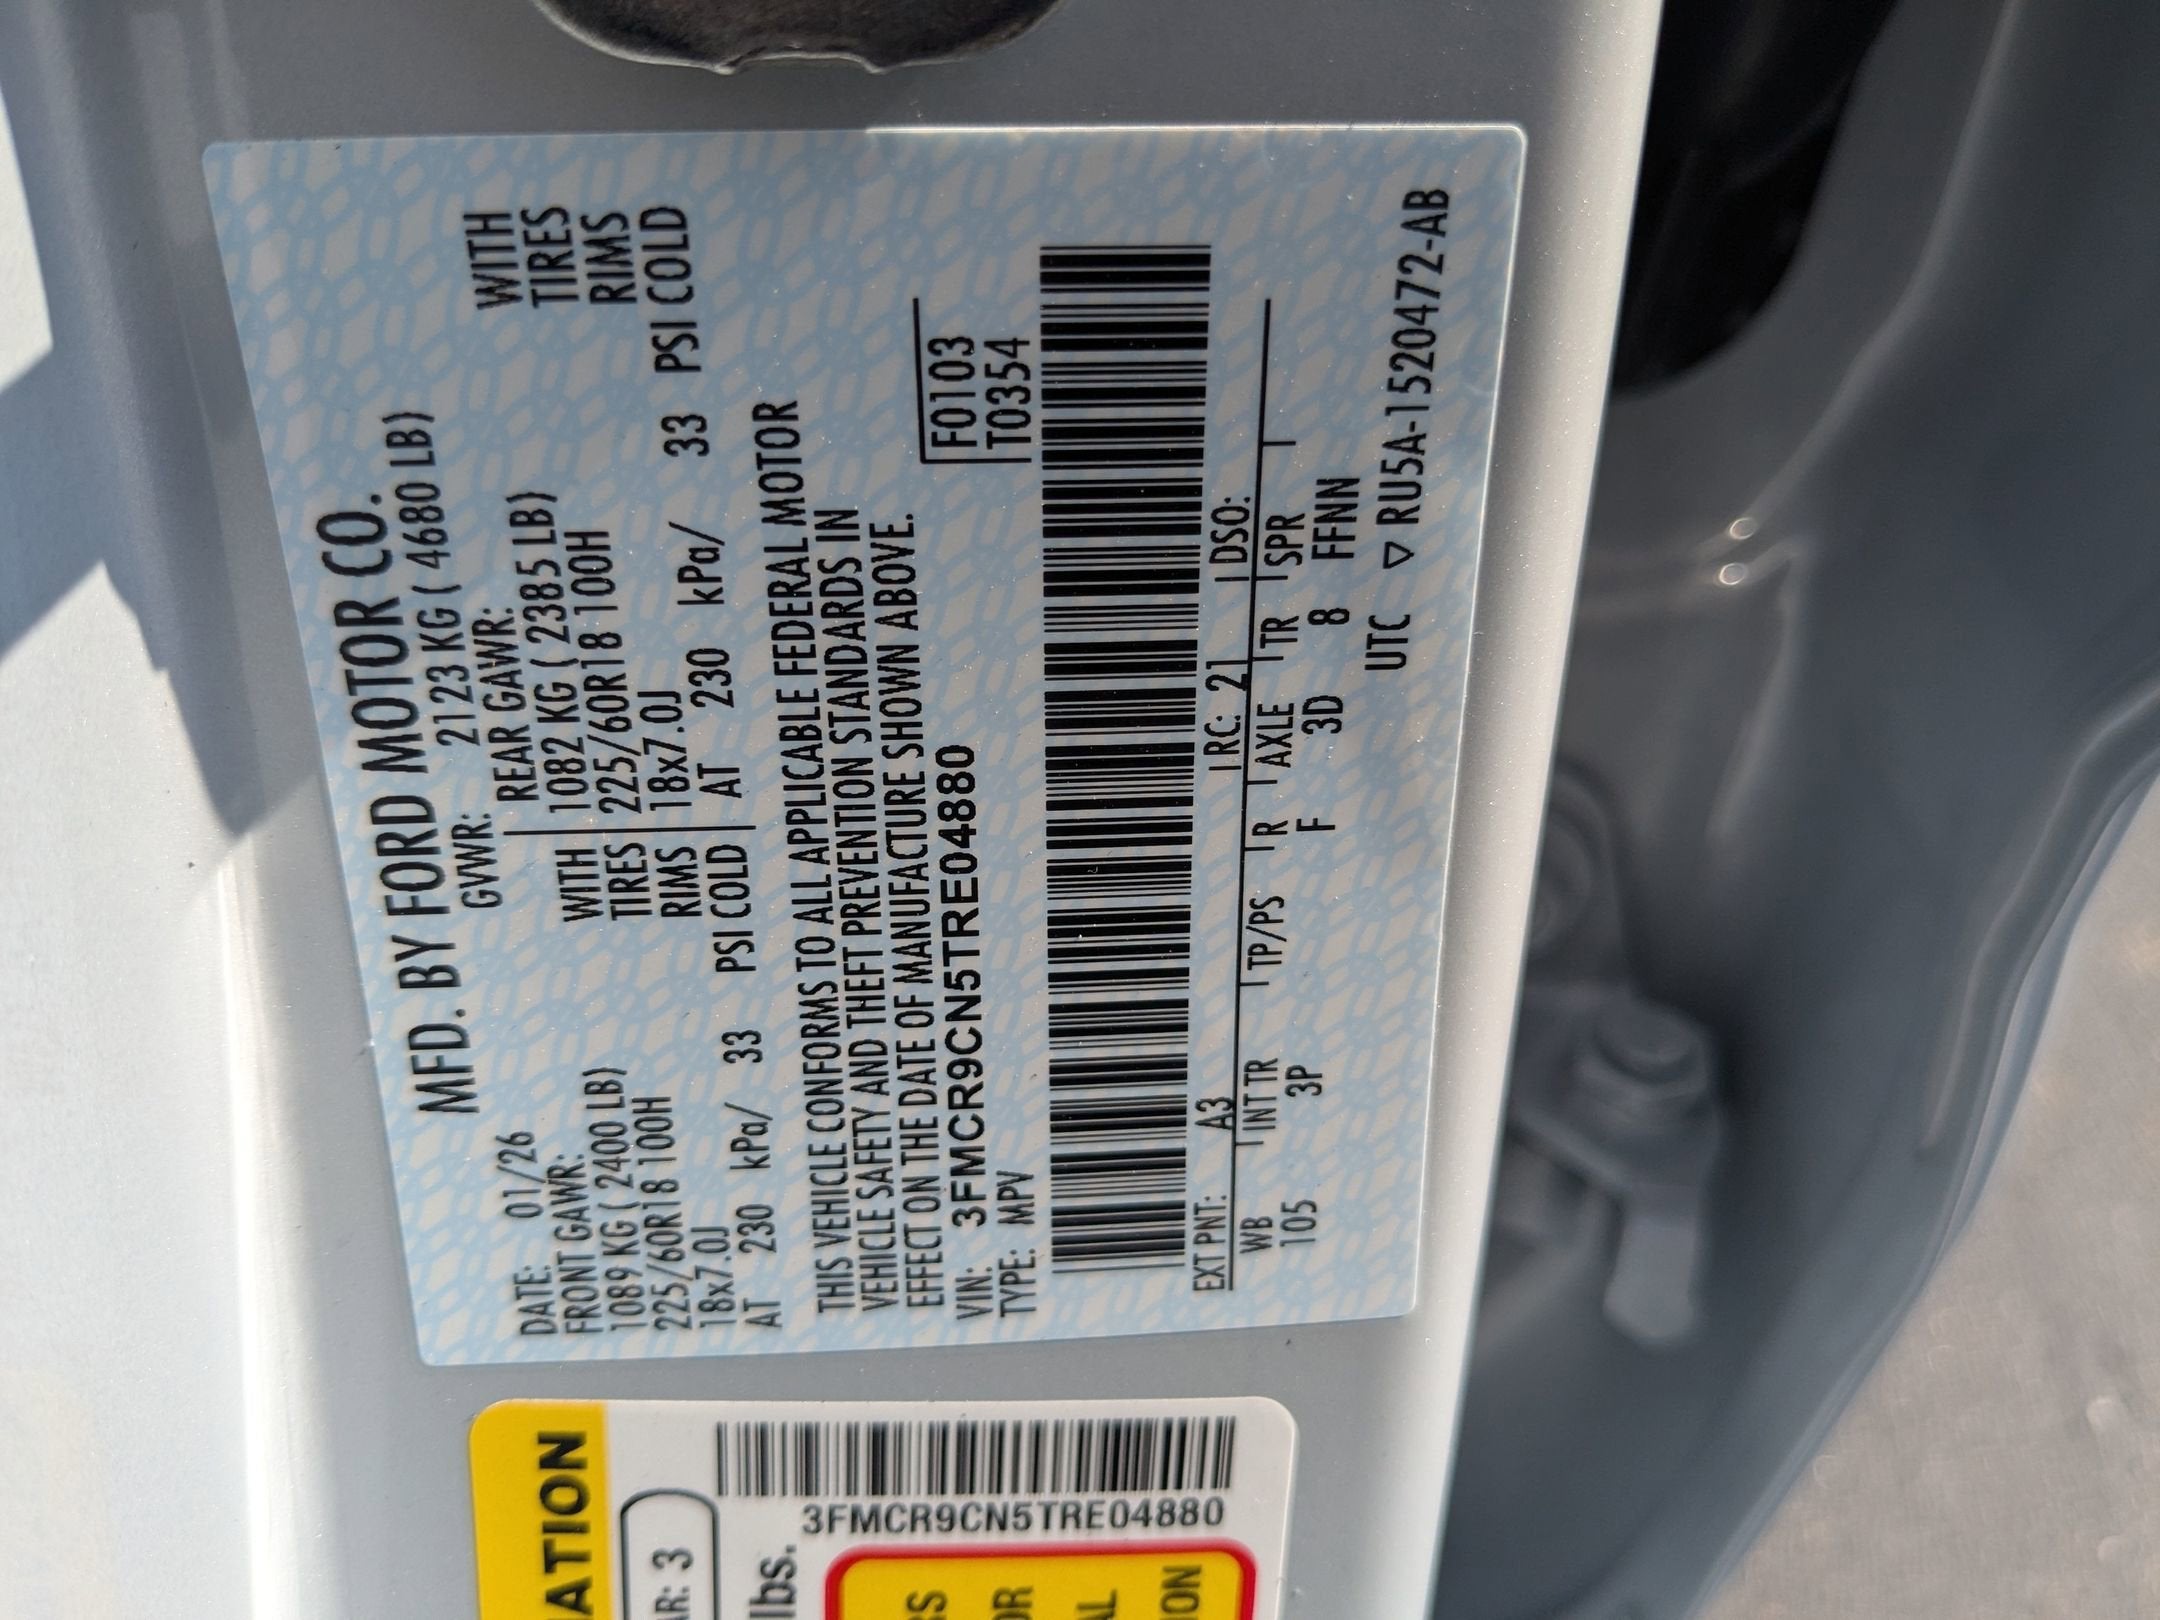 MFD. BY FORD MOTOR CO.
DATE: 01/26 GVWR: 2123 KG ( 4680 LB)
FRONT GAWR: REAR GAWR:
1089 KG ( 2400 LB) WITH 1082 KG ( 2385 LB) WITH
225/60R18 100H TIRES 225/60R18 100H TIRES
18x7.0J RIMS 18x7.0J RIMS
AT 230 kPa/ 33 PSI COLD AT 230 kPa/ 33 PSI COLD
THIS VEHICLE CONFORMS TO ALL APPLICABLE FEDERAL MOTOR
VEHICLE SAFETY AND THEFT PREVENTION STANDARDS IN
EFFECT ON THE DATE OF MANUFACTURE SHOWN ABOVE.
VIN: 3FMCR9CN5TRE04880 F0103
TYPE: MPV T0354
EXT PNT: A3 RC: 21 DSO:
WB INT TR TP/PS R AXLE TR SPR
105 3P F 3D 8 FFNN
UTC ▽ RU5A-1520472-AB
3FMCR9CN5TRE04880
lbs.